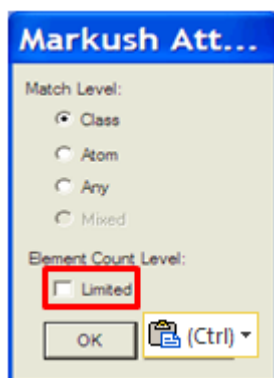 Markush Att...
Match Level:
Class
Atom
Any
Mixed
Element Count Level:
Limited
OK
(Ctrl)